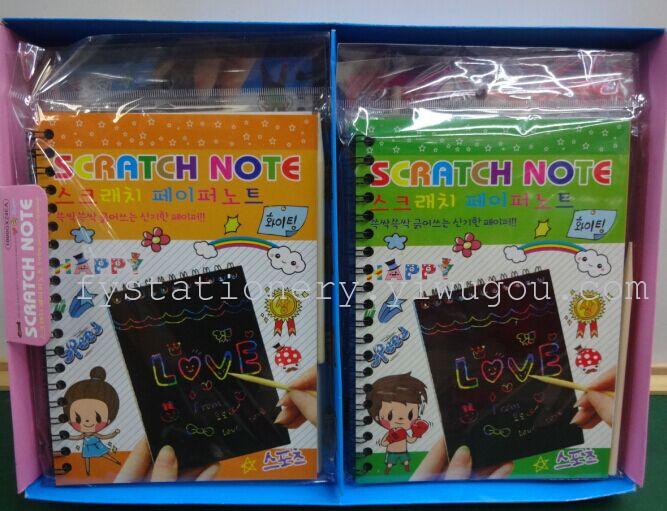 SCRATCH NOTE
스크래치 페이퍼노트
쓱싹쓱싹 긁어쓰는 신기한 페이퍼!!
화이팅
HAPPY
LOVE
From
스포츠
SCRATCH NOTE
스크래치 페이퍼노트
쓱싹쓱싹 긁어쓰는 신기한 페이퍼!!
화이팅
HAPPY
LOVE
From
스포츠
SCRATCH NOTE
fystationery.yiwugou.com